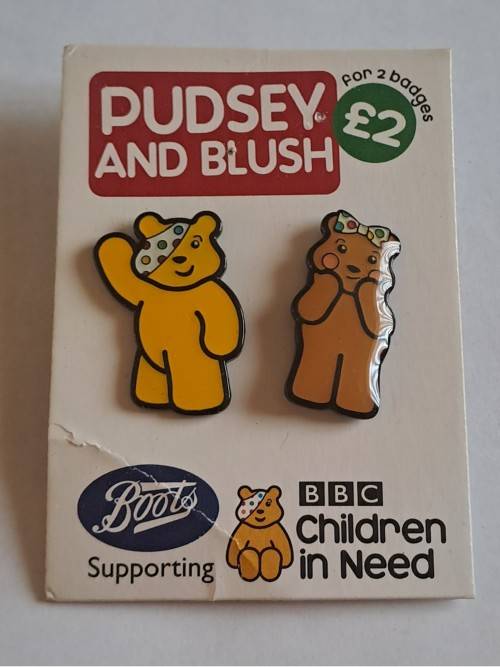 PUDSEY
AND BLUSH
for 2 badges
£2
Boots
Supporting
BBC
Children
in Need